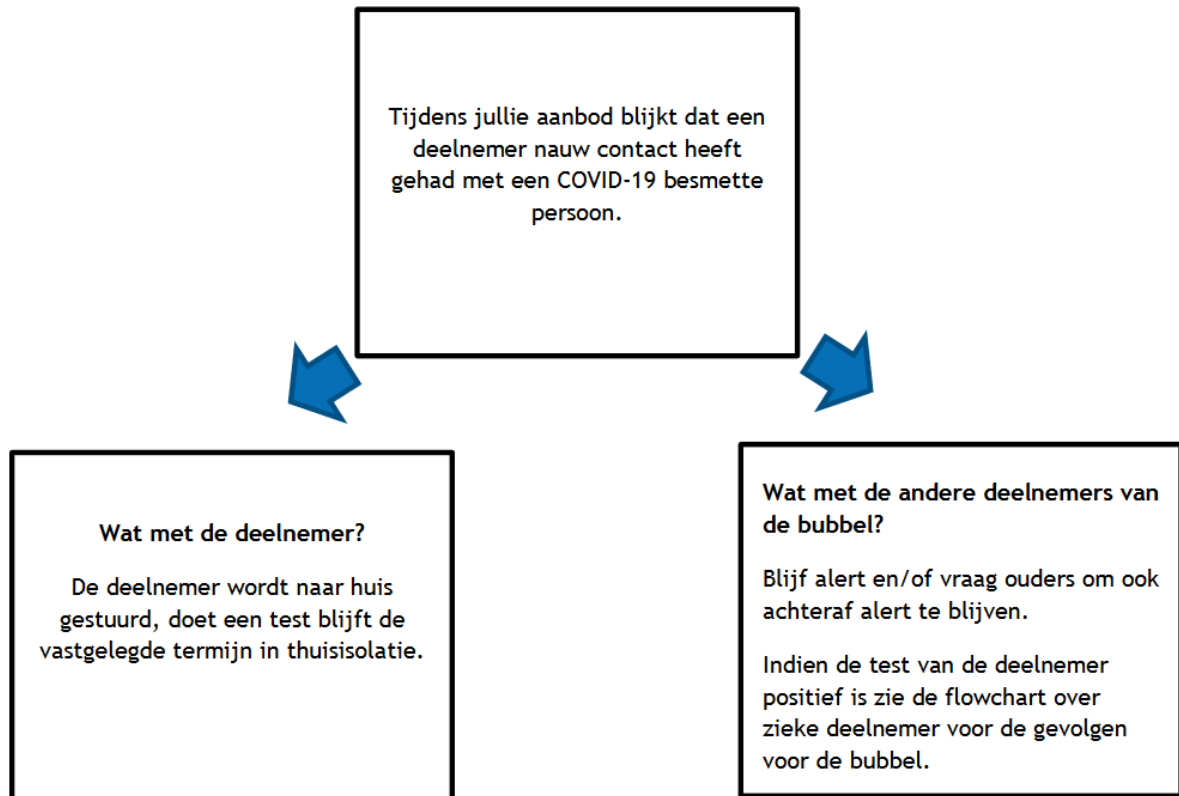 Tijdens jullie aanbod blijkt dat een
deelnemer nauw contact heeft
gehad met een COVID-19 besmette
persoon.
Wat met de deelnemer?
De deelnemer wordt naar huis
gestuurd, doet een test blijft de
vastgelegde termijn in thuisisolatie.
Wat met de andere deelnemers van
de bubbel?
Blijf alert en/of vraag ouders om ook
achteraf alert te blijven.
Indien de test van de deelnemer
positief is zie de flowchart over
zieke deelnemer voor de gevolgen
voor de bubbel.